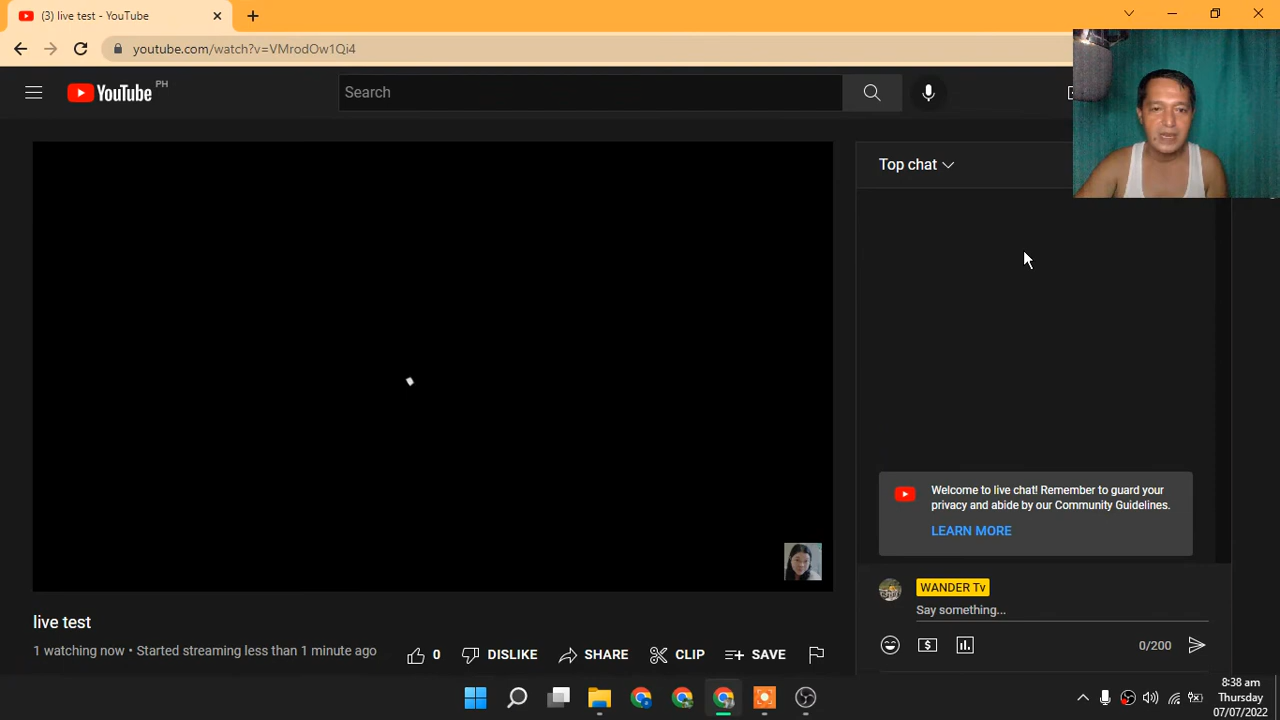 (3) live test - YouTube
youtube.com/watch?v=VMrodOw1Qi4
YouTube PH
Search
Top chat
Welcome to live chat! Remember to guard your
privacy and abide by our Community Guidelines.
LEARN MORE
WANDER Tv
Say something...
0/200
live test
1 watching now • Started streaming less than 1 minute ago
0
DISLIKE
SHARE
CLIP
SAVE
8:38 am
Thursday
07/07/2022